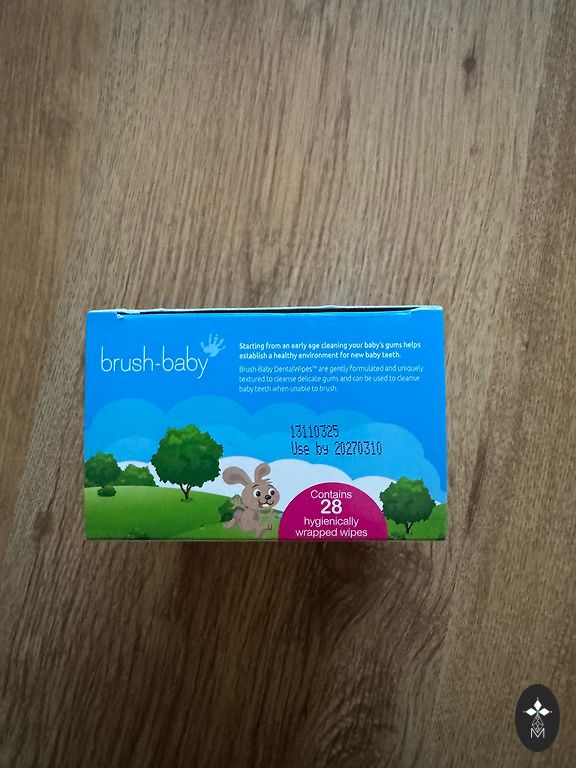 brush-baby
Starting from an early age cleaning your baby's gums helps
establish a healthy environment for new baby teeth.
Brush-Baby DentalWipes™ are gently formulated and uniquely
textured to cleanse delicate gums and can be used to cleanse
baby teeth when unable to brush.
13110325
Use by 20270310
Contains
28
hygienically
wrapped wipes
M